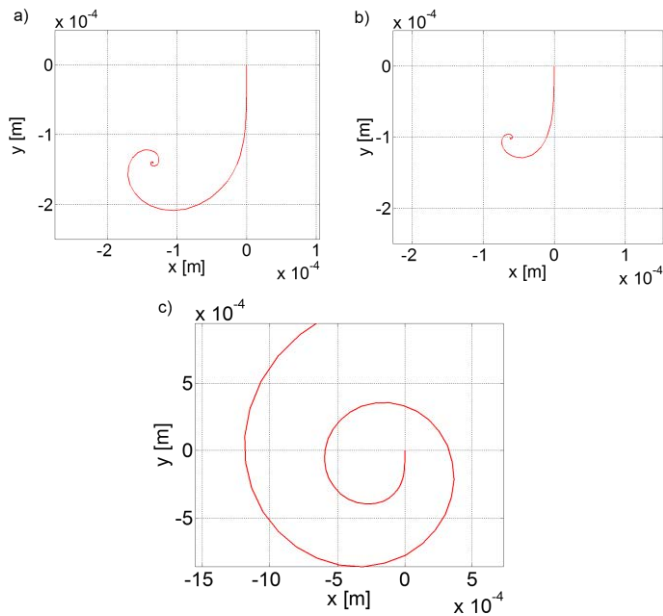 a)
x 10⁻⁴
0
-1
-2
y [m]
-2 -1 0 1
x [m]
x 10⁻⁴
b)
x 10⁻⁴
0
-1
-2
y [m]
-2 -1 0 1
x [m]
x 10⁻⁴
c)
x 10⁻⁴
5
0
-5
y [m]
-15 -10 -5 0 5
x [m]
x 10⁻⁴